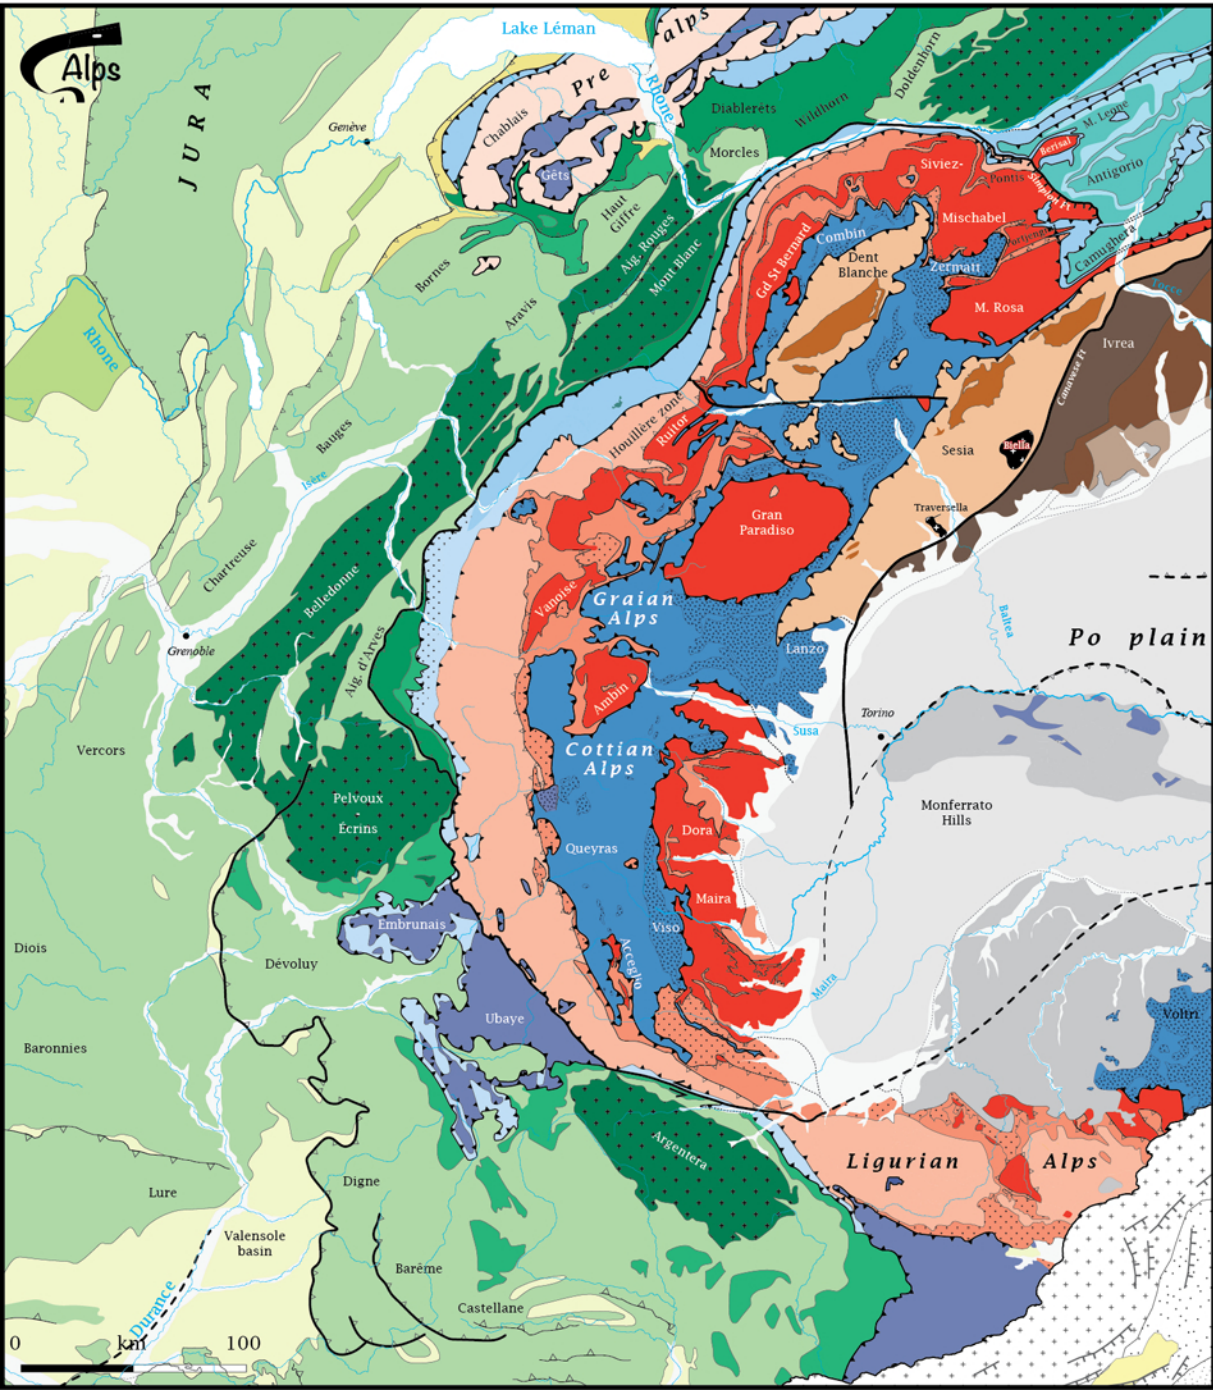 Alps
Lake Léman
alps
Pre
Rhone
JURA
Genève
Chablais
Gêts
Diablerets
Wildhorn
Doldenhorn
Morcles
M. Leone
Berisal
Antigorio
Siviez-
Mischabel
Pontis
Simplon Ft
Camughera
Tocce
Haut
Giffre
Aig. Rouges
Mont Blanc
Gd St Bernard
Combin
Dent
Blanche
Zermatt
M. Rosa
Bornes
Aravis
Ivrea
Canavese Ft
Rhone
Bauges
Isère
Houillère zone
Ruitor
Sesia
Biella
Traversella
Gran
Paradiso
Chartreuse
Belledonne
Vanoise
Graian
Alps
Baltea
Po plain
Grenoble
Aig. d'Arves
Lanzo
Ambin
Susa
Torino
Vercors
Cottian
Alps
Pelvoux
Écrins
Monferrato
Hills
Dora
Maira
Queyras
Viso
Acceglio
Maira
Embrunais
Diois
Dévoluy
Ubaye
Voltri
Baronnies
Argentera
Ligurian Alps
Lure
Digne
Valensole
basin
Barême
Castellane
Durance
0 km 100